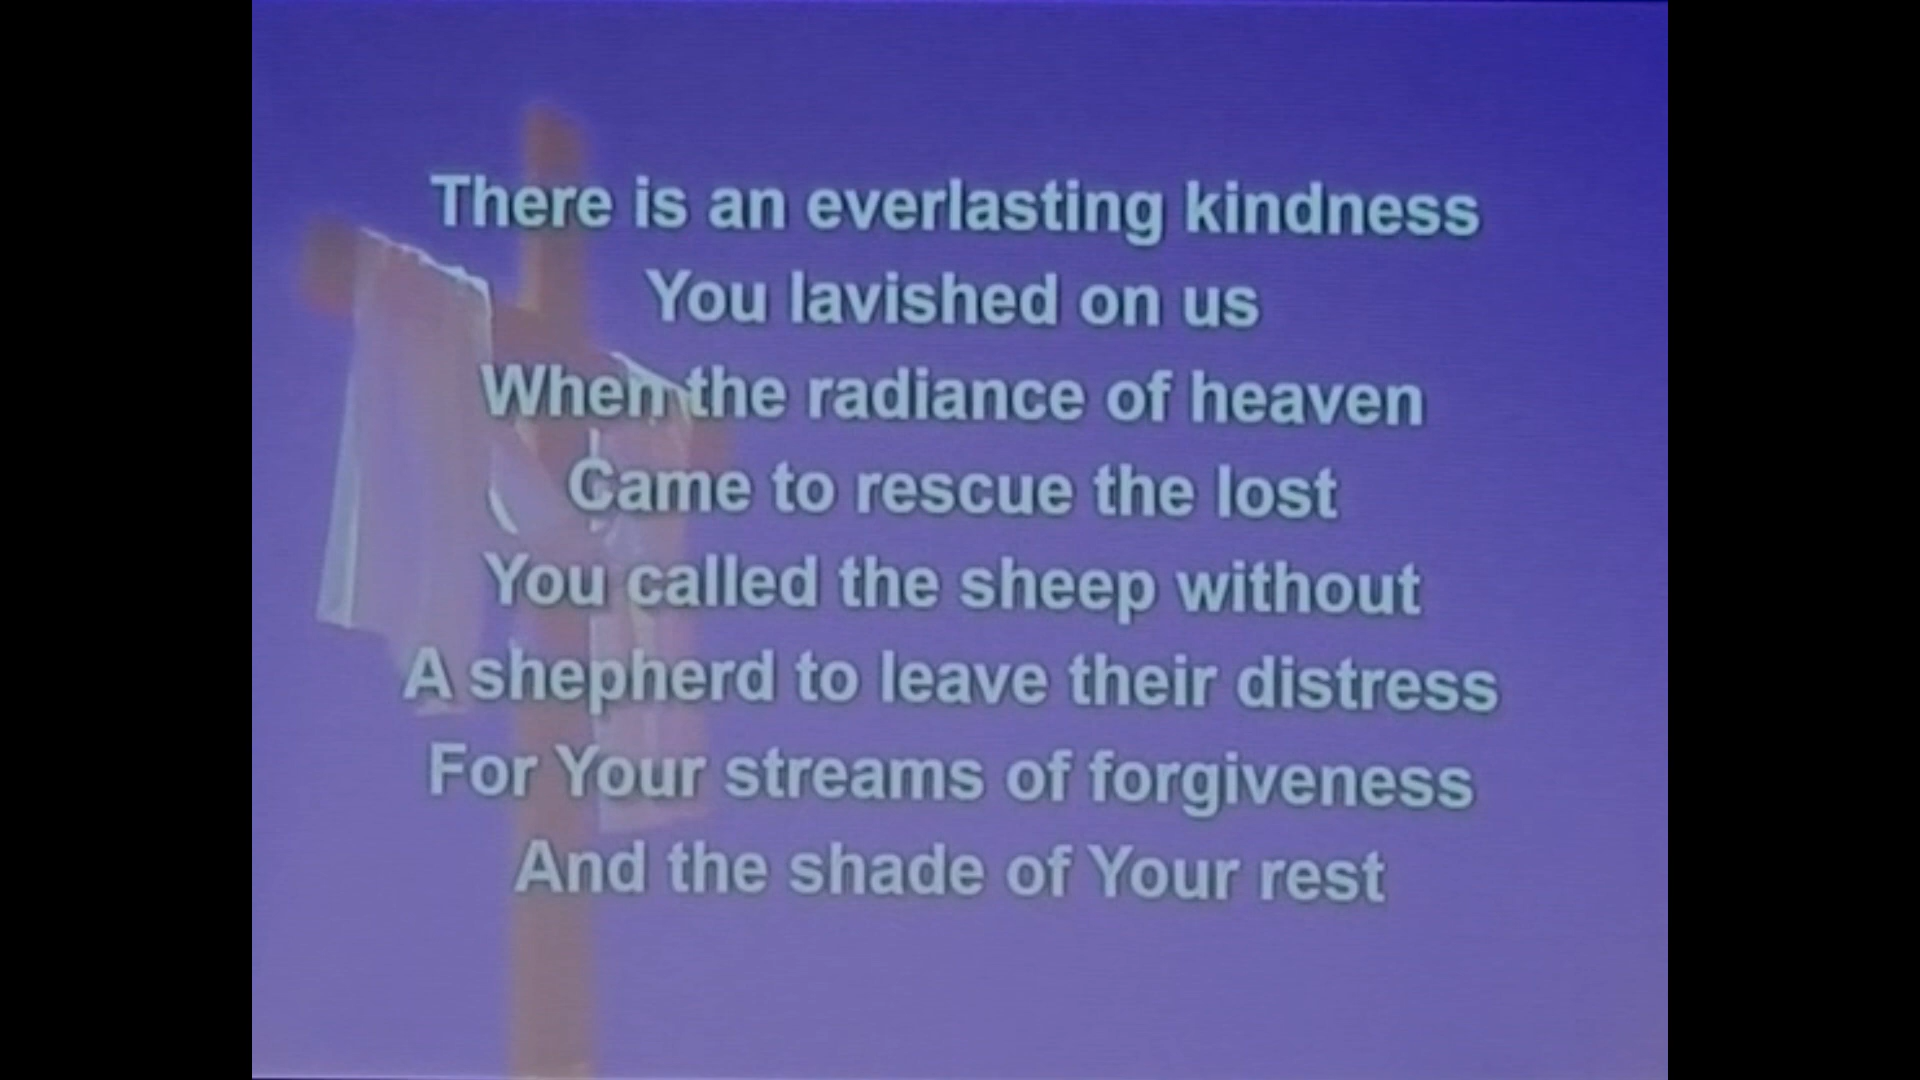 There is an everlasting kindness
You lavished on us
When the radiance of heaven
Came to rescue the lost
You called the sheep without
A shepherd to leave their distress
For Your streams of forgiveness
And the shade of Your rest